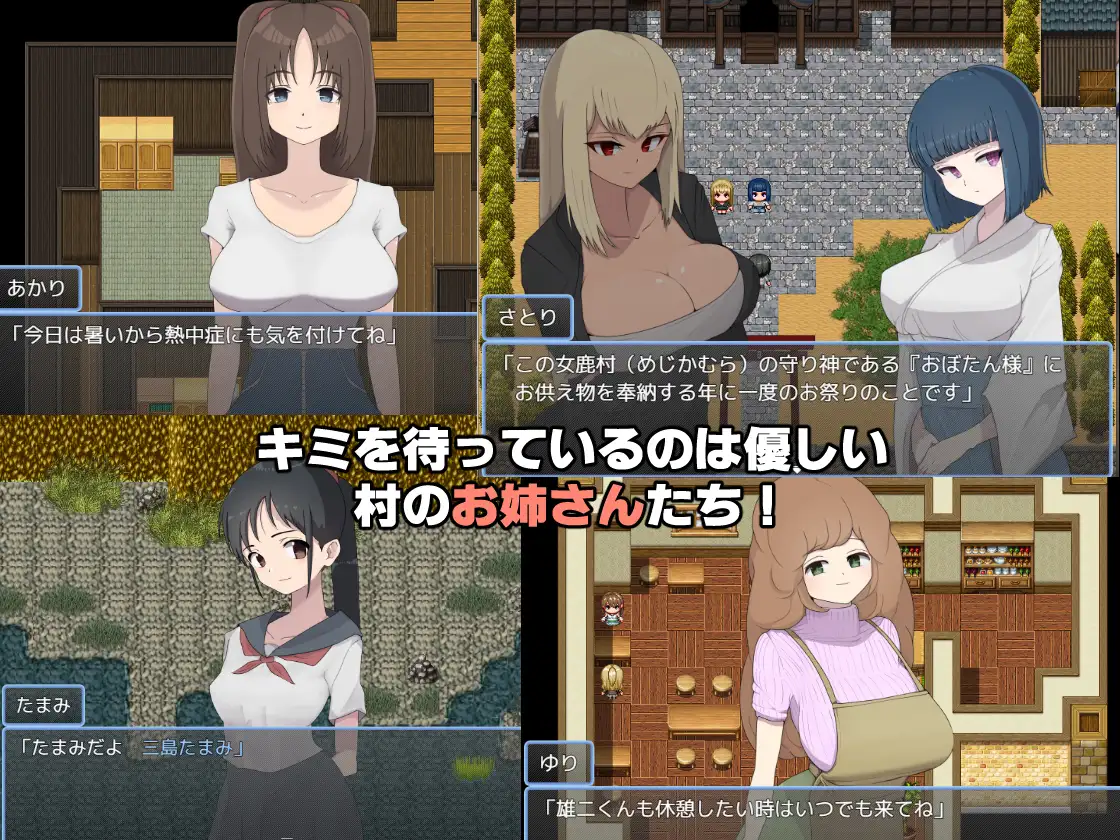 あかり
「今日は暑いから熱中症にも気を付けてね」
さとり
「この女鹿村（めじかむら）の守り神である『おぼたん様』に
お供え物を奉納する年に一度のお祭りのことです」
キミを待っているのは優しい
村のお姉さんたち！
たまみ
「たまみだよ　三島たまみ」
ゆり
「雄二くんも休憩したい時はいつでも来てね」